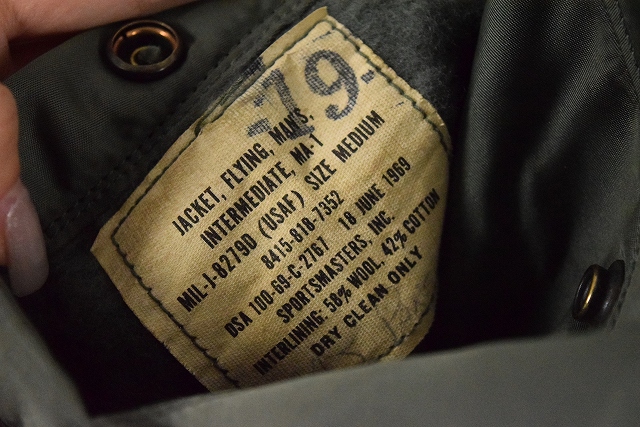 -79-
JACKET, FLYING, MAN'S,
INTERMEDIATE, MA-1
MIL-J-8279D (USAF) SIZE MEDIUM
8415-818-7352
DSA 100-69-C-2767 18 JUNE 1969
SPORTSMASTERS, INC.
INTERLINING: 58% WOOL, 42% COTTON
DRY CLEAN ONLY